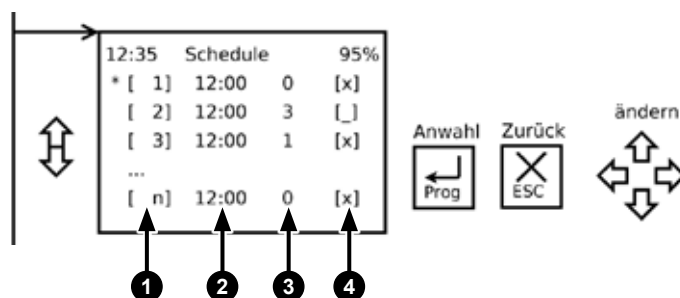 12:35 Schedule 95%
* [ 1] 12:00 0 [x]
[ 2] 12:00 3 [_]
[ 3] 12:00 1 [x]
...
[ n] 12:00 0 [x]
Anwahl Zurück ändern
Prog ESC
1 2 3 4